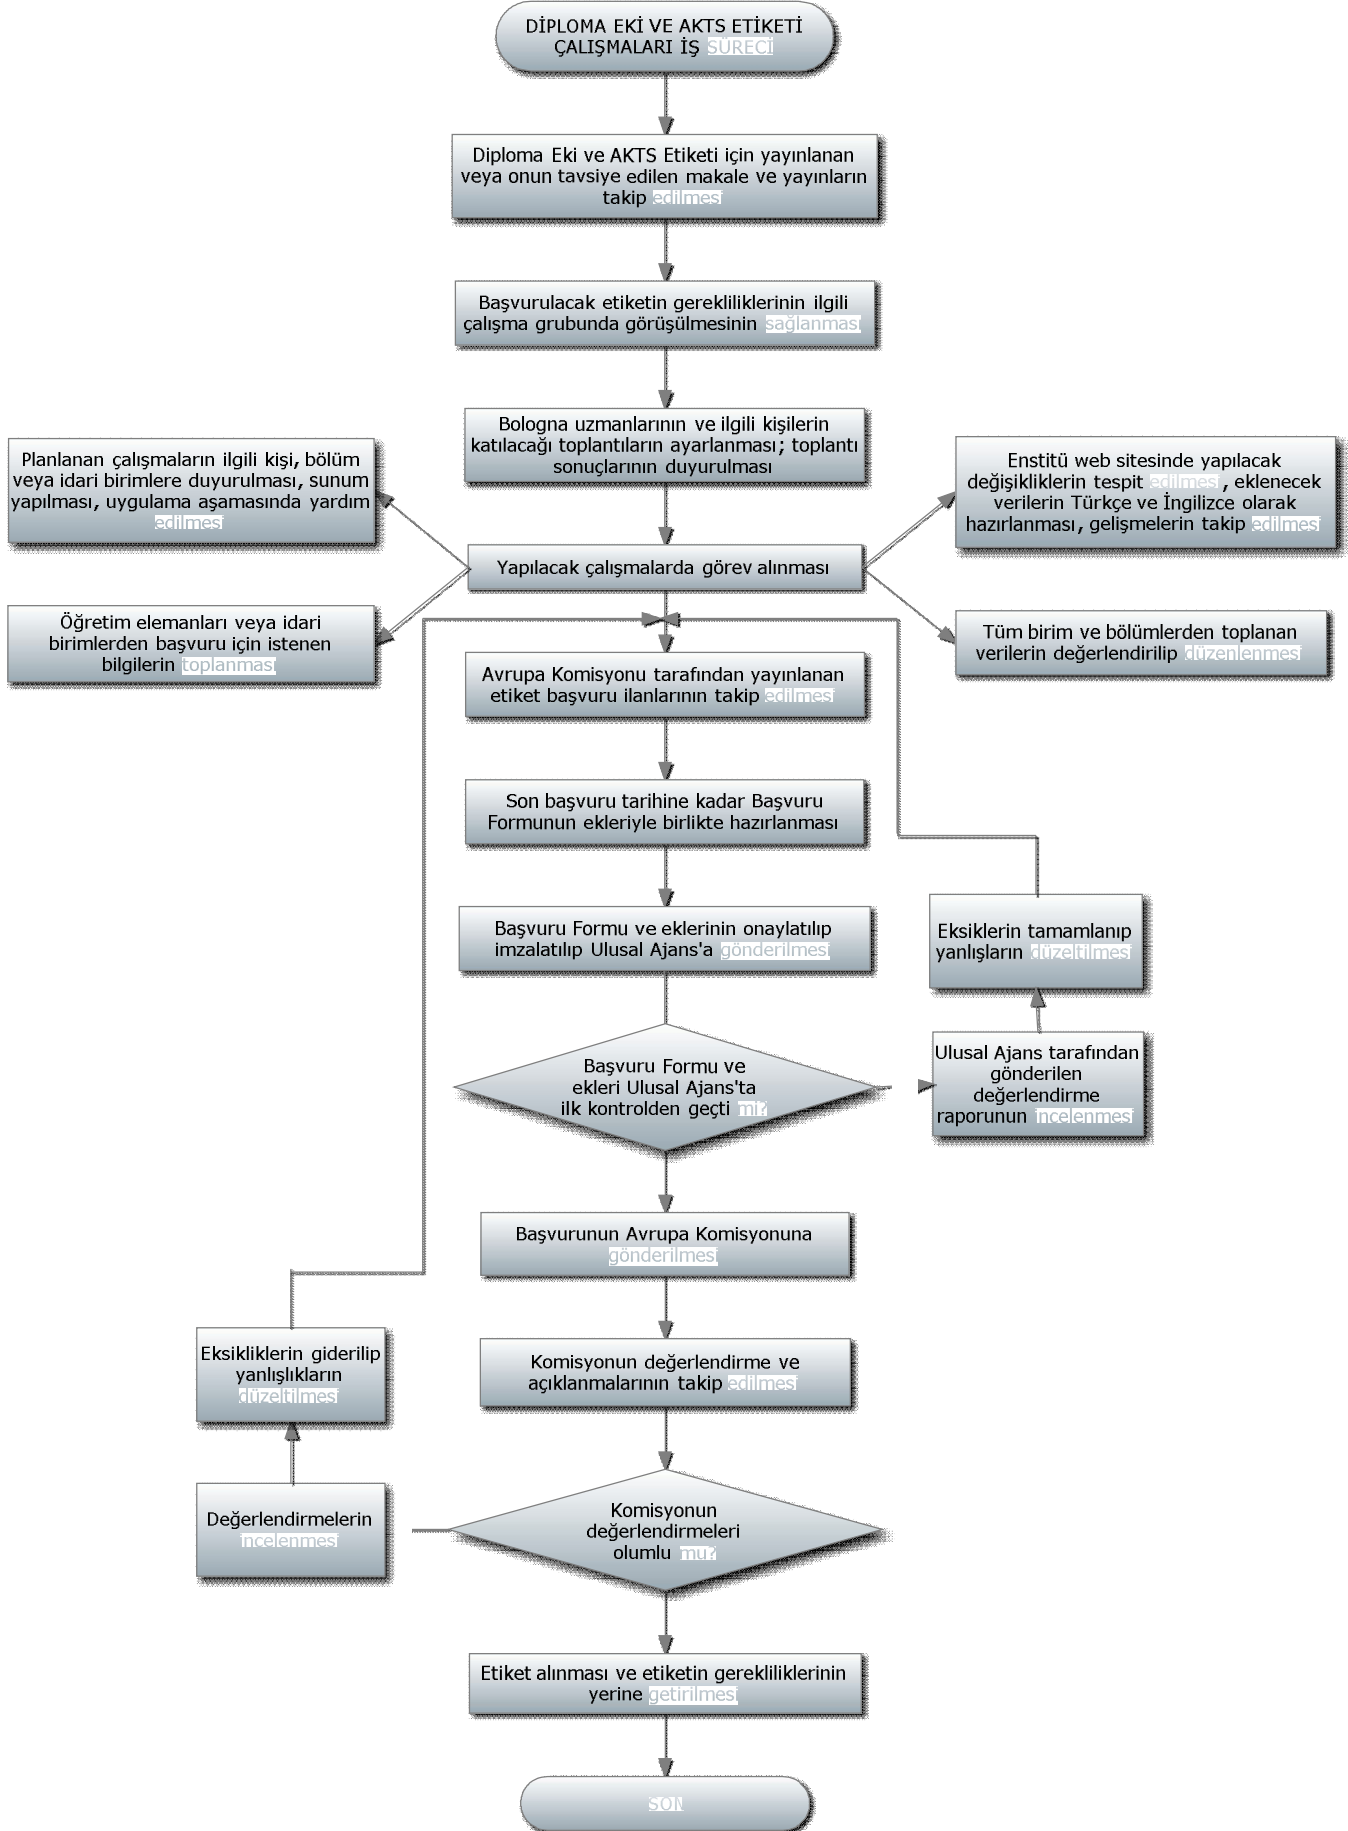 DİPLOMA EKİ VE AKTS ETİKETİ
ÇALIŞMALARI İŞ SÜRECİ
Diploma Eki ve AKTS Etiketi için yayınlanan
veya onun tavsiye edilen makale ve yayınların
takip edilmesi
Başvurulacak etiketin gerekliliklerinin ilgili
çalışma grubunda görüşülmesinin sağlanması
Bologna uzmanlarının ve ilgili kişilerin
katılacağı toplantıların ayarlanması; toplantı
sonuçlarının duyurulması
Planlanan çalışmaların ilgili kişi, bölüm
veya idari birimlere duyurulması, sunum
yapılması, uygulama aşamasında yardım
edilmesi
Enstitü web sitesinde yapılacak
değişikliklerin tespit edilmesi, eklenecek
verilerin Türkçe ve İngilizce olarak
hazırlanması, gelişmelerin takip edilmesi
Yapılacak çalışmalarda görev alınması
Öğretim elemanları veya idari
birimlerden başvuru için istenen
bilgilerin toplanması
Tüm birim ve bölümlerden toplanan
verilerin değerlendirilip düzenlenmesi
Avrupa Komisyonu tarafından yayınlanan
etiket başvuru ilanlarının takip edilmesi
Son başvuru tarihine kadar Başvuru
Formunun ekleriyle birlikte hazırlanması
Başvuru Formu ve eklerinin onaylatılıp
imzalatılıp Ulusal Ajans'a gönderilmesi
Eksiklerin tamamlanıp
yanlışların düzeltilmesi
Başvuru Formu ve
ekleri Ulusal Ajans'ta
ilk kontrolden geçti mi?
Ulusal Ajans tarafından
gönderilen
değerlendirme
raporunun incelenmesi
Başvurunun Avrupa Komisyonuna
gönderilmesi
Eksikliklerin giderilip
yanlışlıkların
düzeltilmesi
Komisyonun değerlendirme ve
açıklanmalarının takip edilmesi
Değerlendirmelerin
incelenmesi
Komisyonun
değerlendirmeleri
olumlu mu?
Etiket alınması ve etiketin gerekliliklerinin
yerine getirilmesi
SON